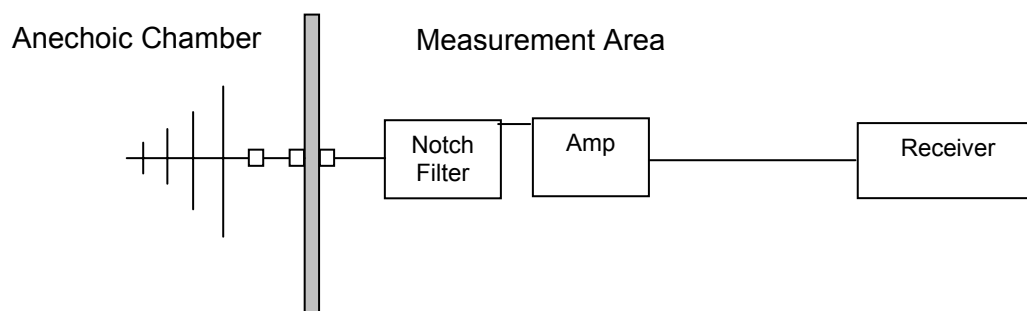 Anechoic Chamber
Measurement Area
Notch
Filter
Amp
Receiver